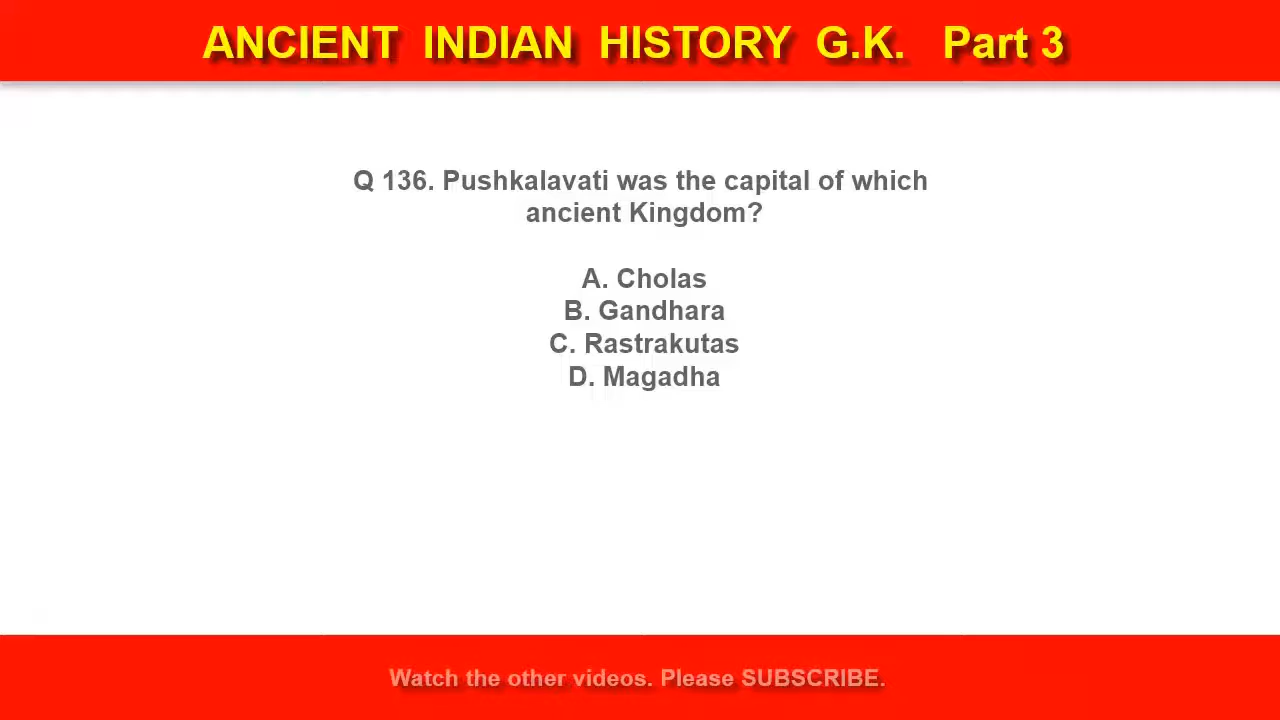 ANCIENT INDIAN HISTORY G.K. Part 3
Q 136. Pushkalavati was the capital of which
ancient Kingdom?
A. Cholas
B. Gandhara
C. Rastrakutas
D. Magadha
Watch the other videos. Please SUBSCRIBE.